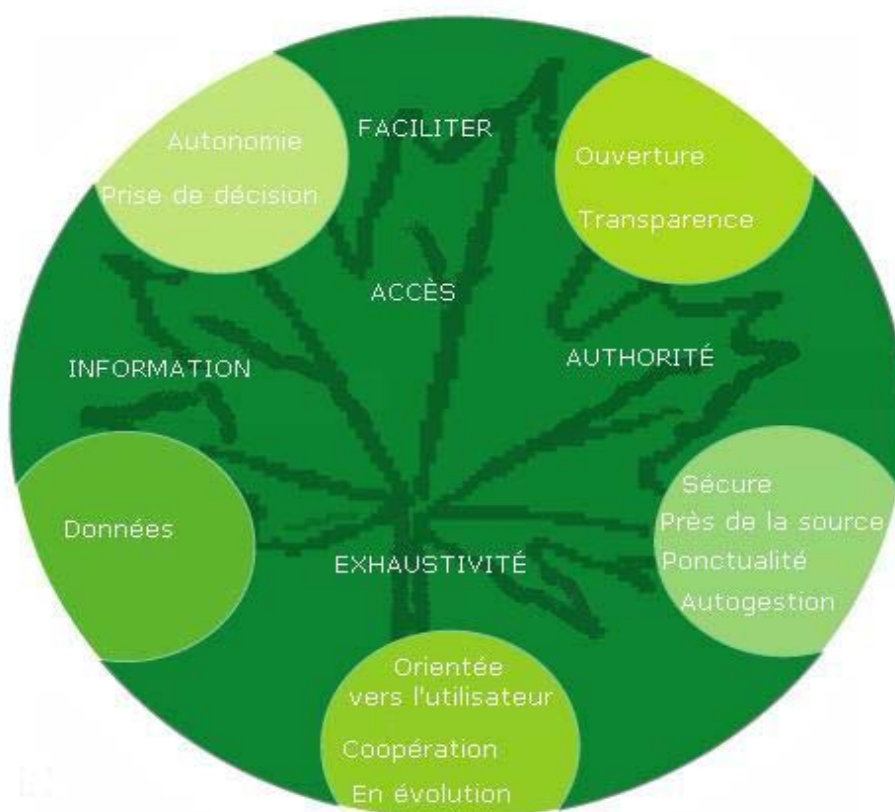 FACILITER
Autonomie
Prise de décision
Ouverture
Transparence
ACCÈS
INFORMATION
AUTHORITÉ
Données
Sécure
Près de la source
Ponctualité
Autogestion
EXHAUSTIVITÉ
Orientée
vers l'utilisateur
Coopération
En évolution